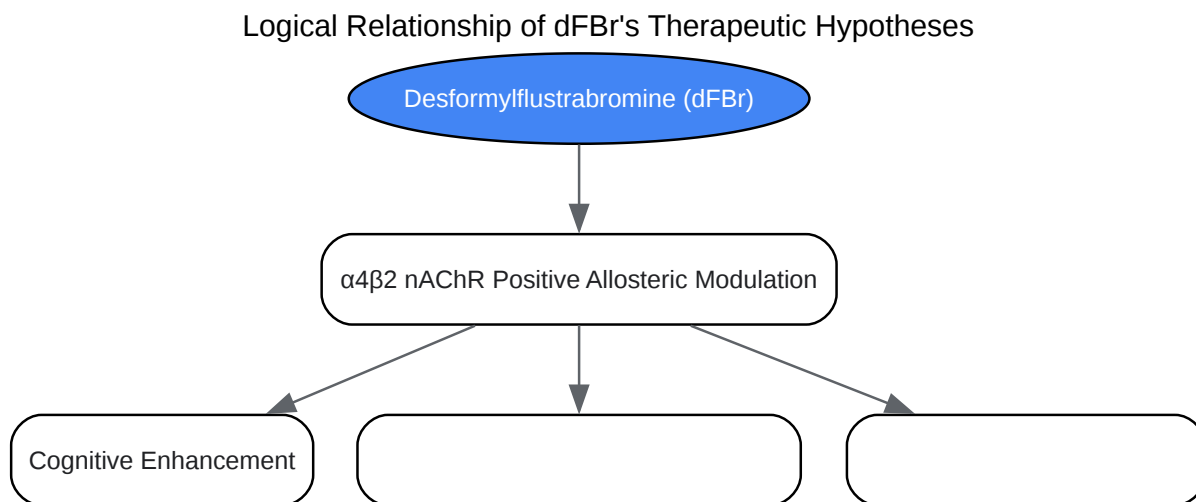 Logical Relationship of dFBr's Therapeutic Hypotheses
Desformylflustrabromine (dFBr)
α4β2 nAChR Positive Allosteric Modulation
Cognitive Enhancement